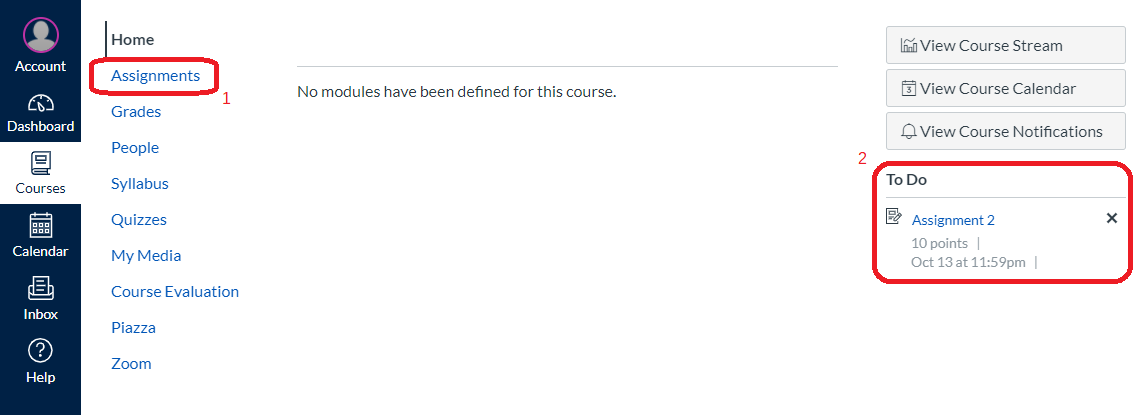 Account
Dashboard
Courses
Calendar
Inbox
Help
Home
Assignments
1
Grades
People
Syllabus
Quizzes
My Media
Course Evaluation
Piazza
Zoom
No modules have been defined for this course.
View Course Stream
3 View Course Calendar
View Course Notifications
2
To Do
Assignment 2
10 points |
Oct 13 at 11:59pm |